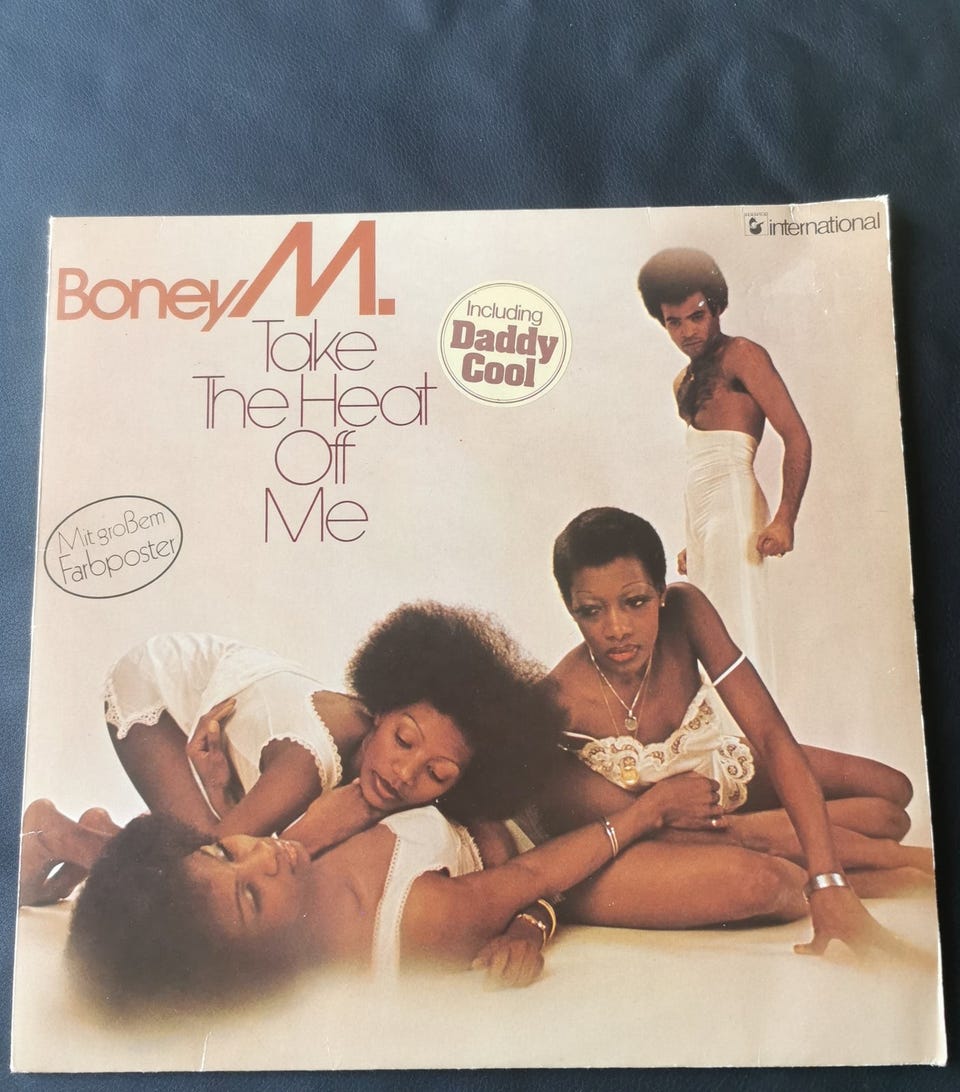 international
Boney M.
Take
The Heat
Off
Me
Including
Daddy
Cool
Mit großem
Farbposter